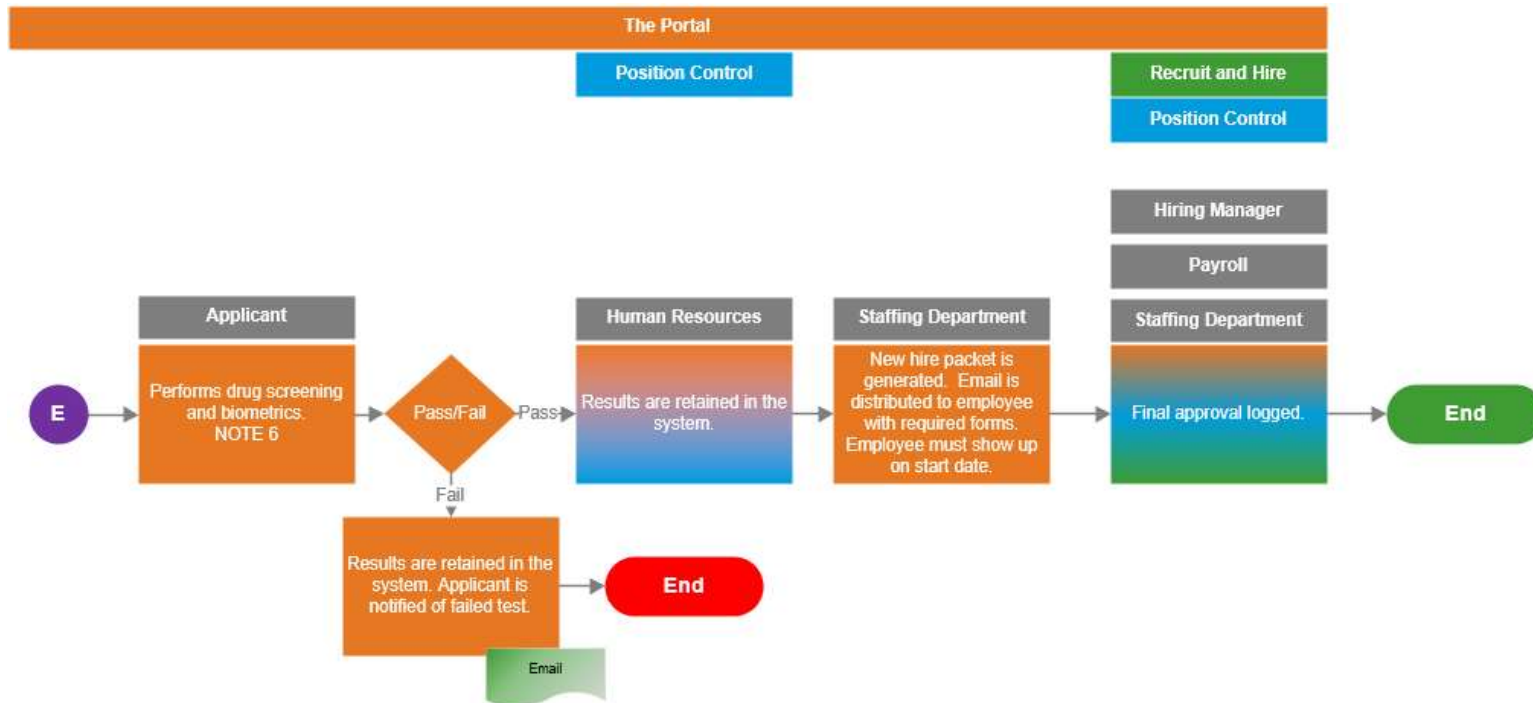 The Portal
Position Control
Recruit and Hire
Position Control
Hiring Manager
Payroll
Applicant
Human Resources
Staffing Department
Staffing Department
E
Performs drug screening
and biometrics.
NOTE 6
Pass/Fail
Pass
Results are retained in the
system.
New hire packet is
generated. Email is
distributed to employee
with required forms.
Employee must show up
on start date.
Final approval logged.
End
Fail
Results are retained in the
system. Applicant is
notified of failed test.
End
Email